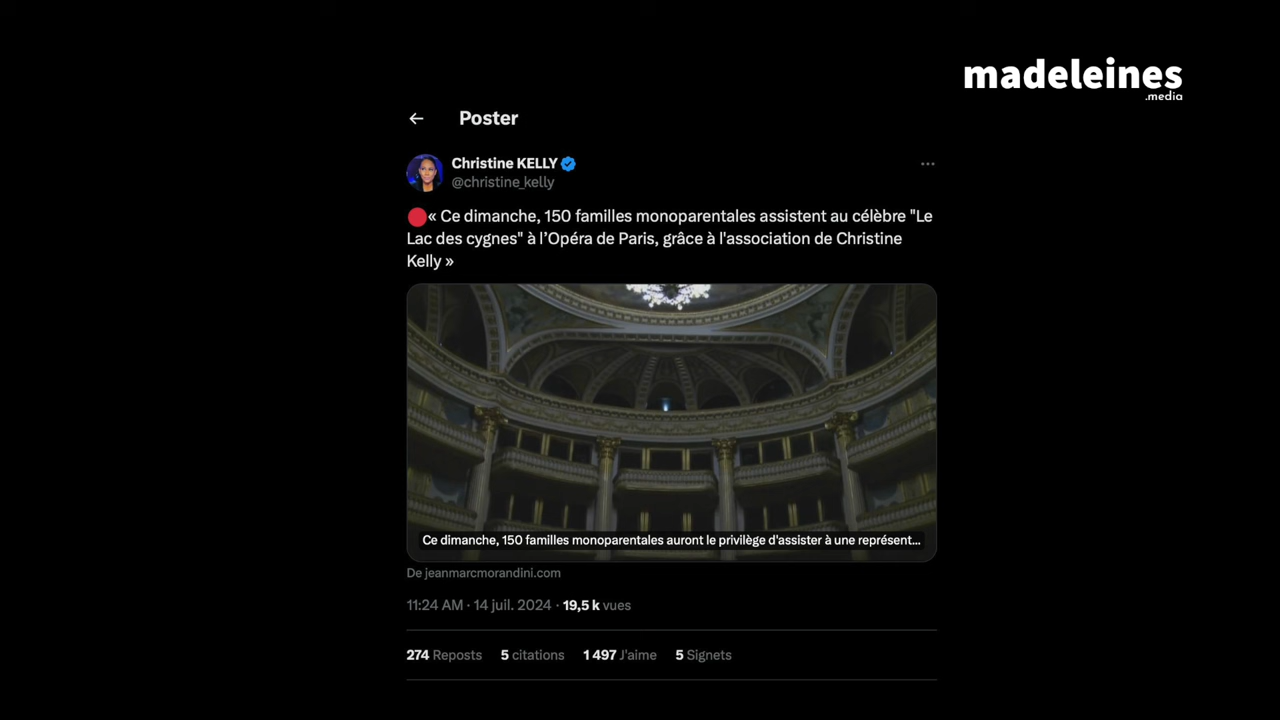 madeleines
.media
Poster
Christine KELLY
@christine_kelly
« Ce dimanche, 150 familles monoparentales assistent au célèbre "Le
Lac des cygnes" à l’Opéra de Paris, grâce à l'association de Christine
Kelly »
Ce dimanche, 150 familles monoparentales auront le privilège d'assister à une représent...
De jeanmarcmorandini.com
11:24 AM · 14 juil. 2024 · 19,5 k vues
274 Reposts 5 citations 1 497 J'aime 5 Signets